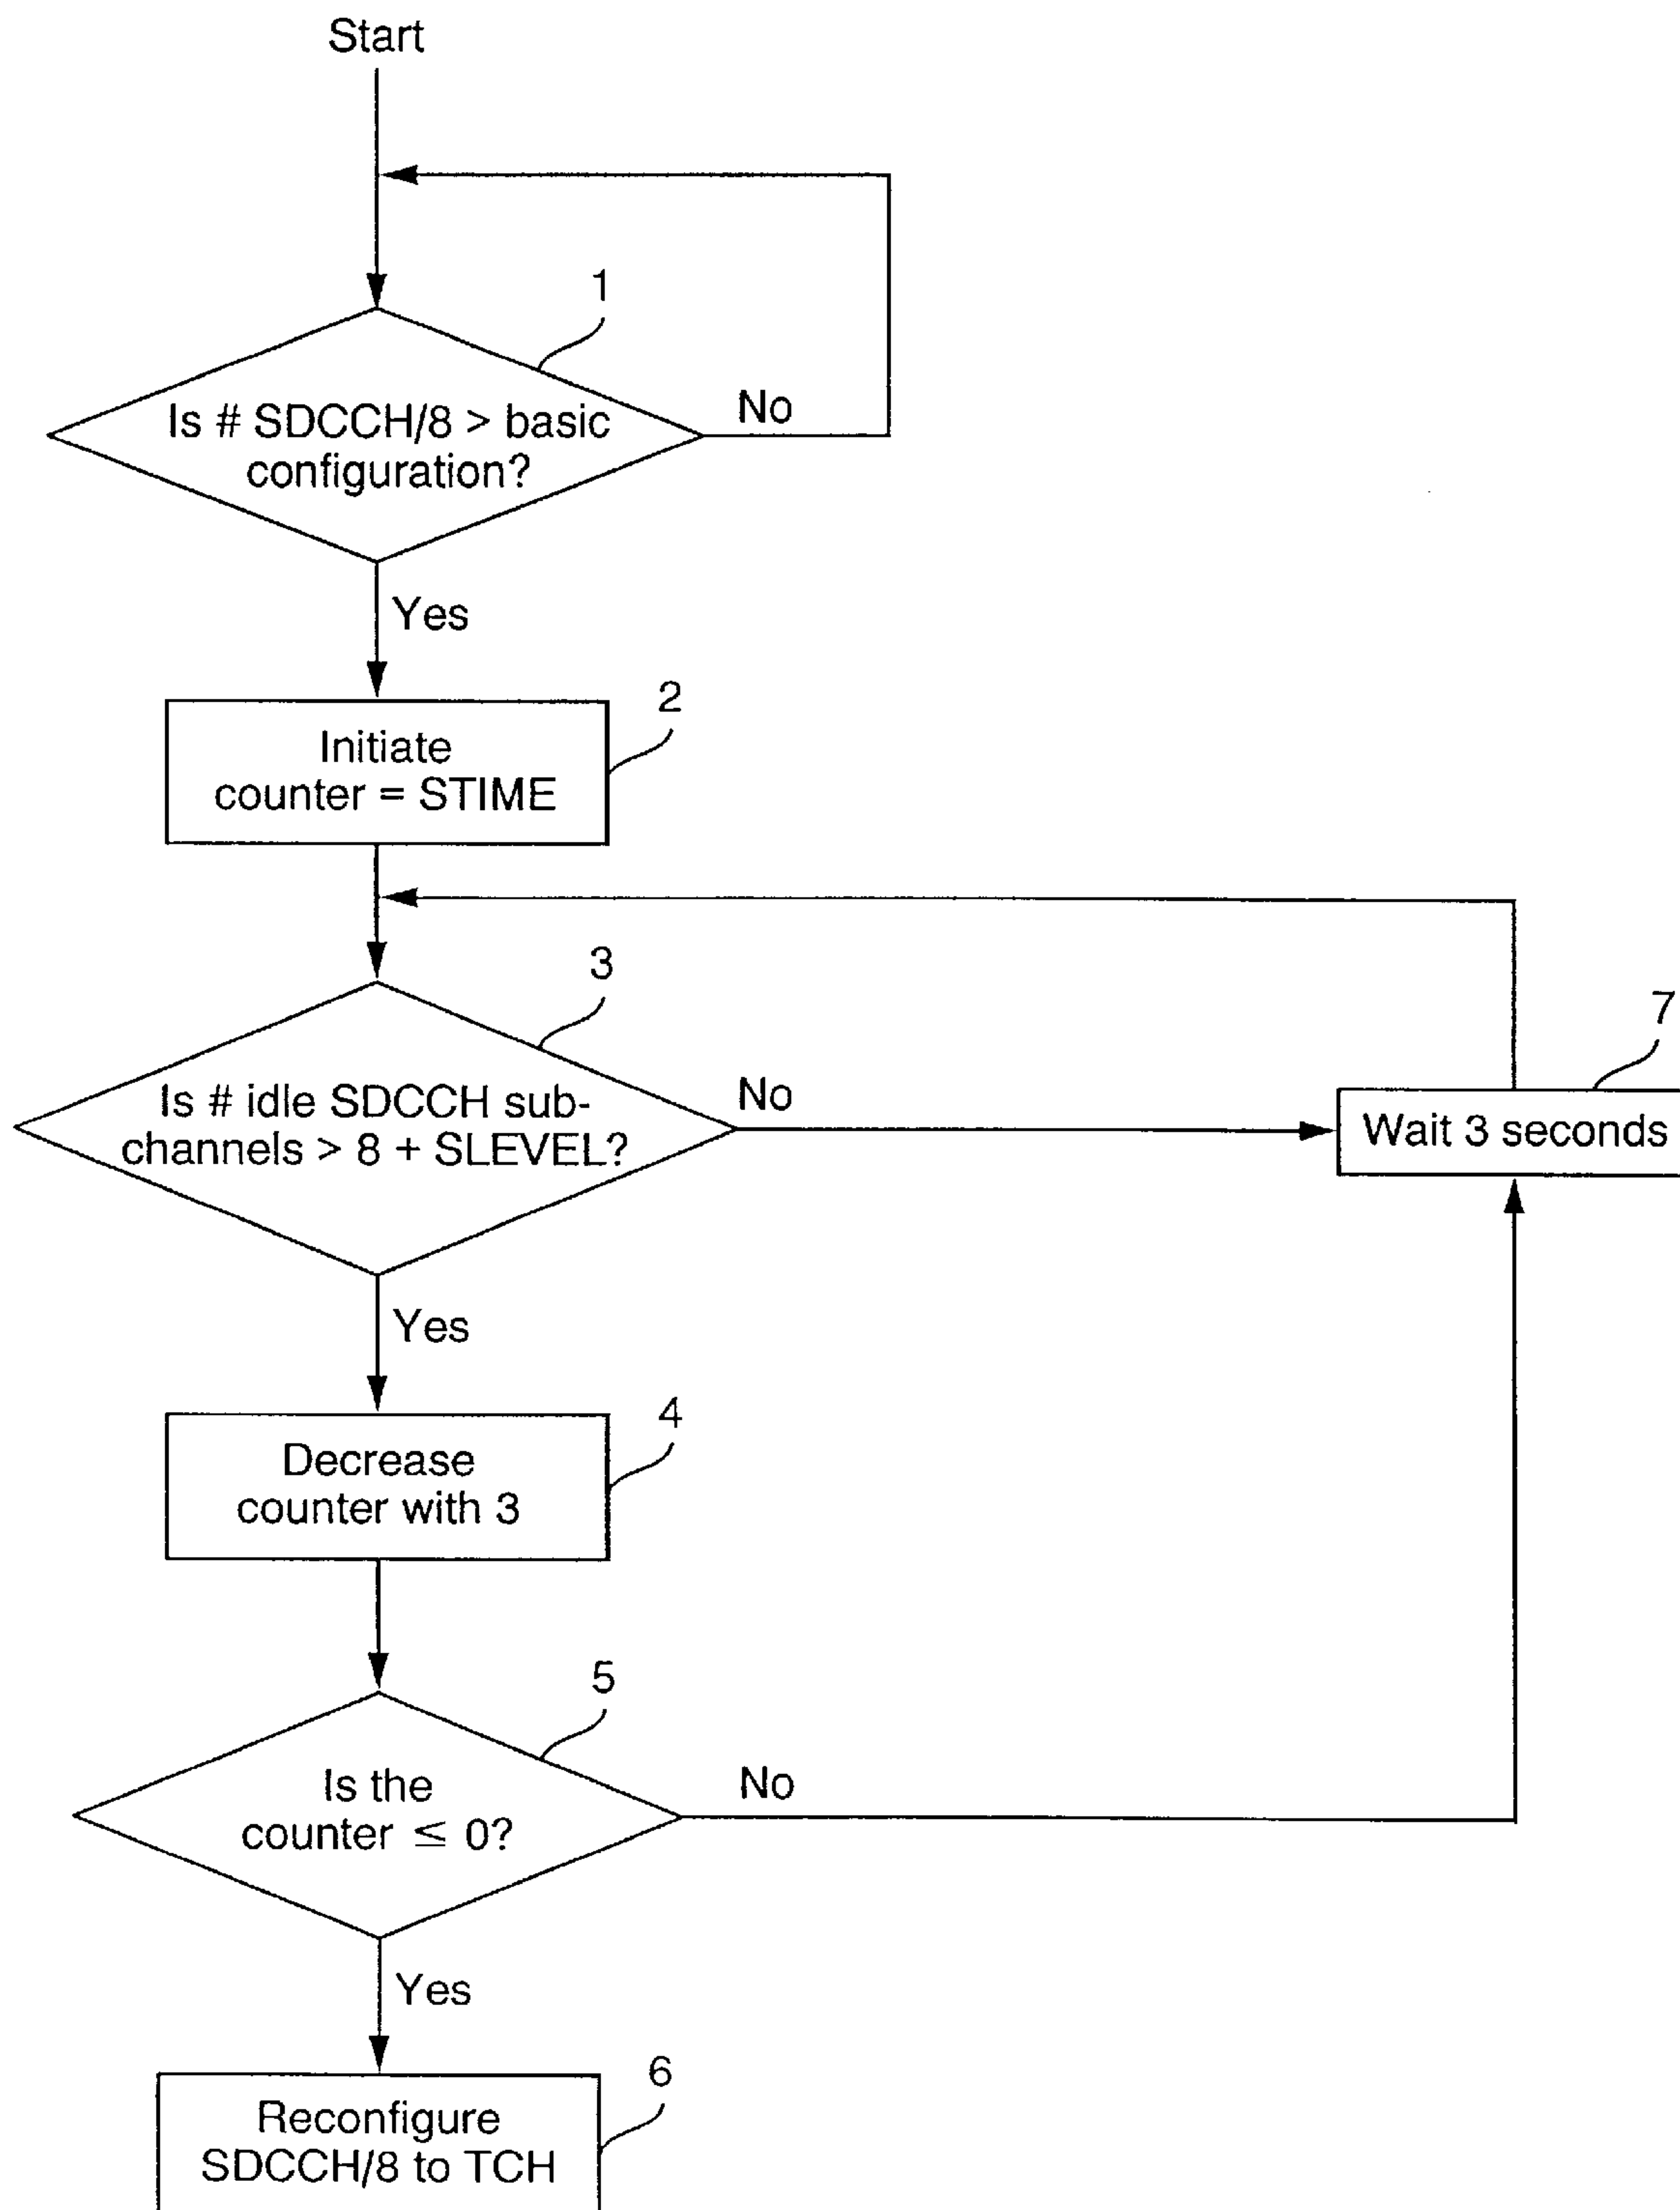 Start
1
Is # SDCCH/8 > basic
configuration?
No
Yes
2
Initiate
counter = STIME
3
Is # idle SDCCH sub-
channels > 8 + SLEVEL?
No
7
Wait 3 seconds
Yes
4
Decrease
counter with 3
5
Is the
counter ≤ 0?
No
Yes
6
Reconfigure
SDCCH/8 to TCH